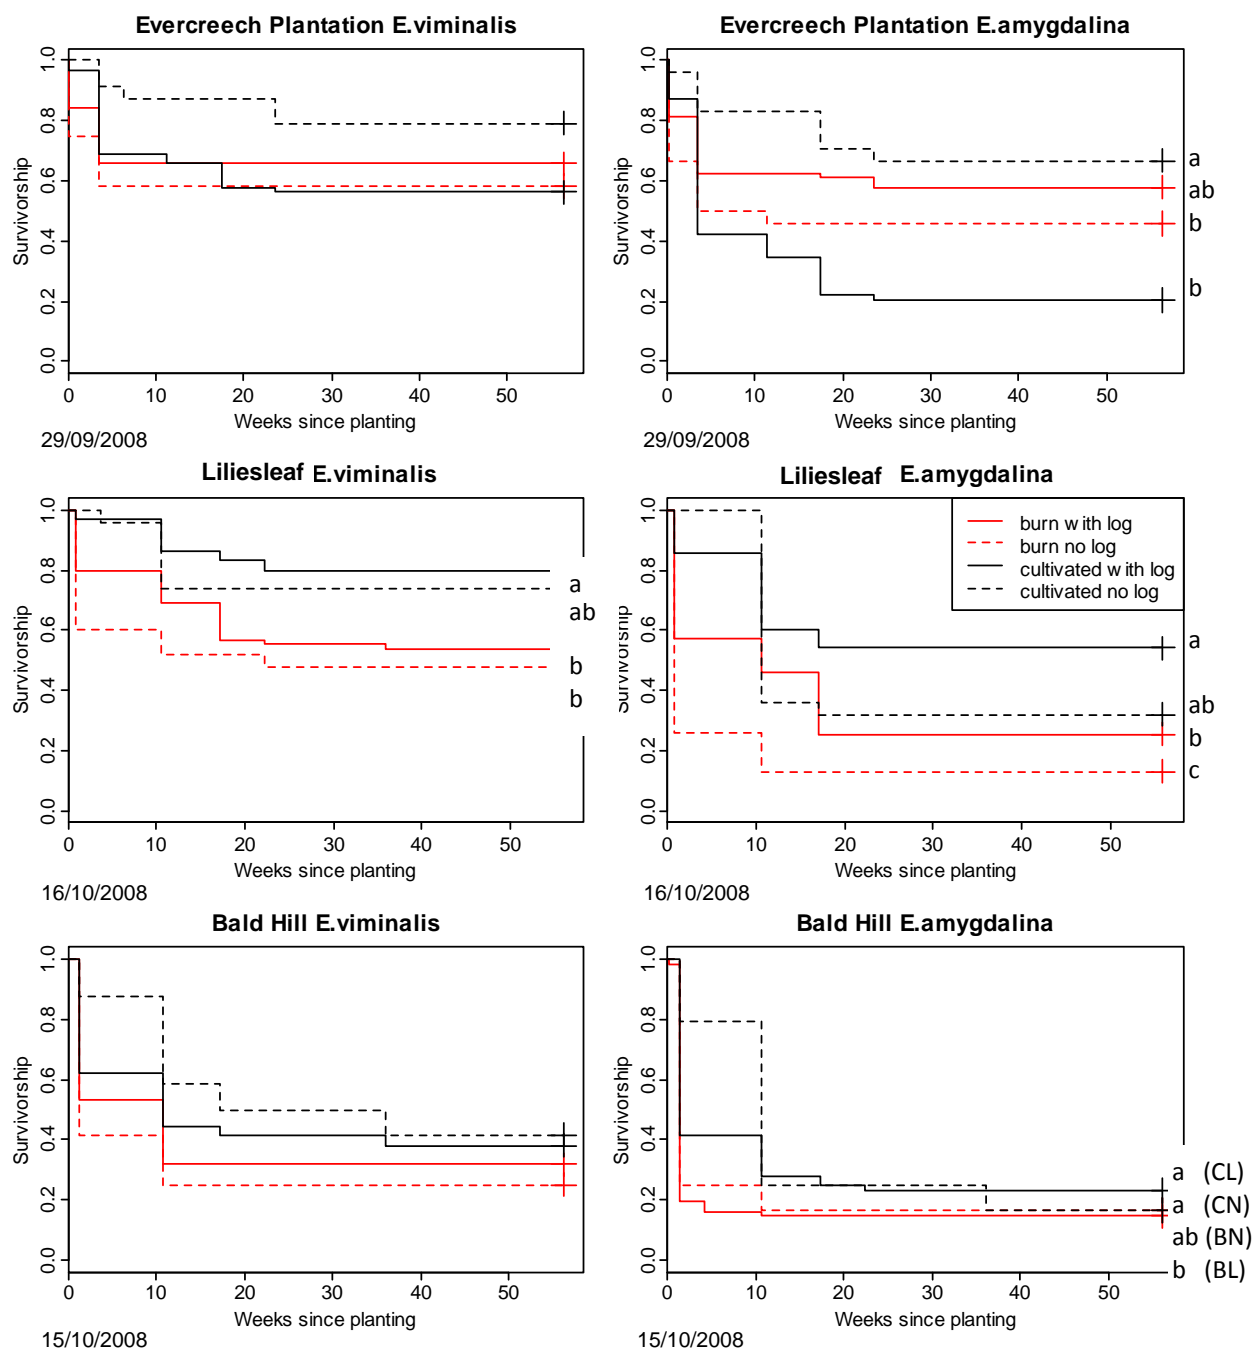 Evercreech Plantation E.viminalis
Survivorship
0.0 0.2 0.4 0.6 0.8 1.0
0 10 20 30 40 50
Weeks since planting
29/09/2008
Evercreech Plantation E.amygdalina
Survivorship
0.0 0.2 0.4 0.6 0.8 1.0
a
ab
b
b
0 10 20 30 40 50
Weeks since planting
29/09/2008
Liliesleaf E.viminalis
Survivorship
0.0 0.2 0.4 0.6 0.8 1.0
a
ab
b
b
0 10 20 30 40 50
Weeks since planting
16/10/2008
Liliesleaf E.amygdalina
Survivorship
0.0 0.2 0.4 0.6 0.8 1.0
burn with log
burn no log
cultivated with log
cultivated no log
a
ab
b
c
0 10 20 30 40 50
Weeks since planting
16/10/2008
Bald Hill E.viminalis
Survivorship
0.0 0.2 0.4 0.6 0.8 1.0
0 10 20 30 40 50
Weeks since planting
15/10/2008
Bald Hill E.amygdalina
Survivorship
0.0 0.2 0.4 0.6 0.8 1.0
a (CL)
a (CN)
ab (BN)
b (BL)
0 10 20 30 40 50
Weeks since planting
15/10/2008